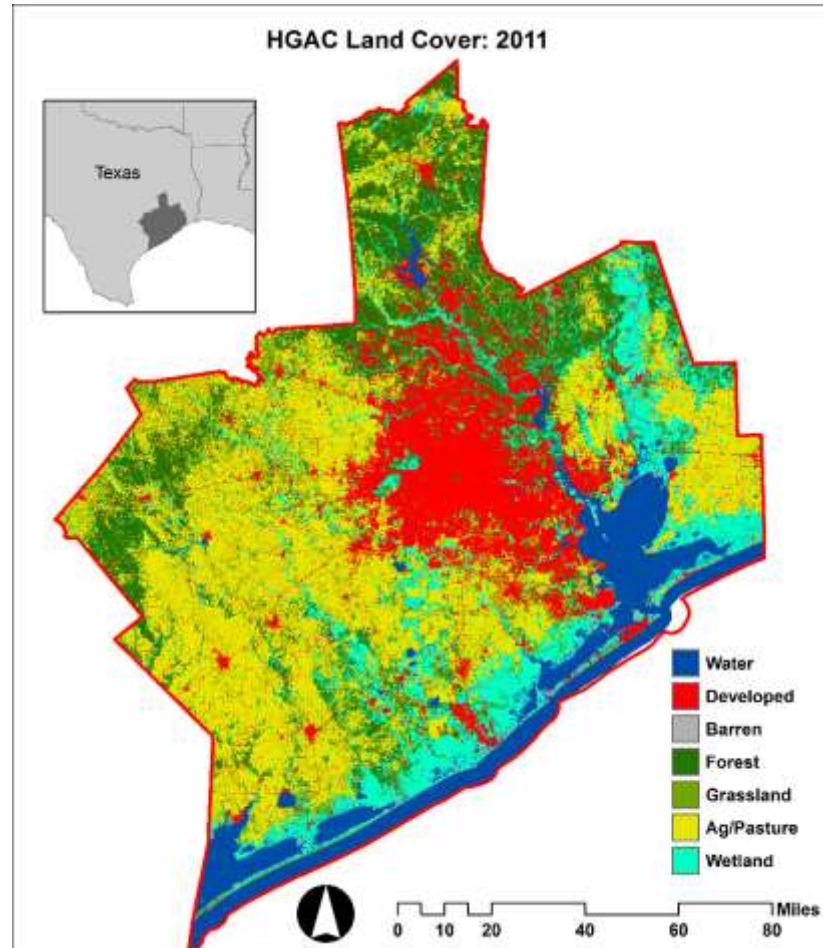 HGAC Land Cover: 2011
Texas
Water
Developed
Barren
Forest
Grassland
Ag/Pasture
Wetland
Miles
0 10 20 40 60 80